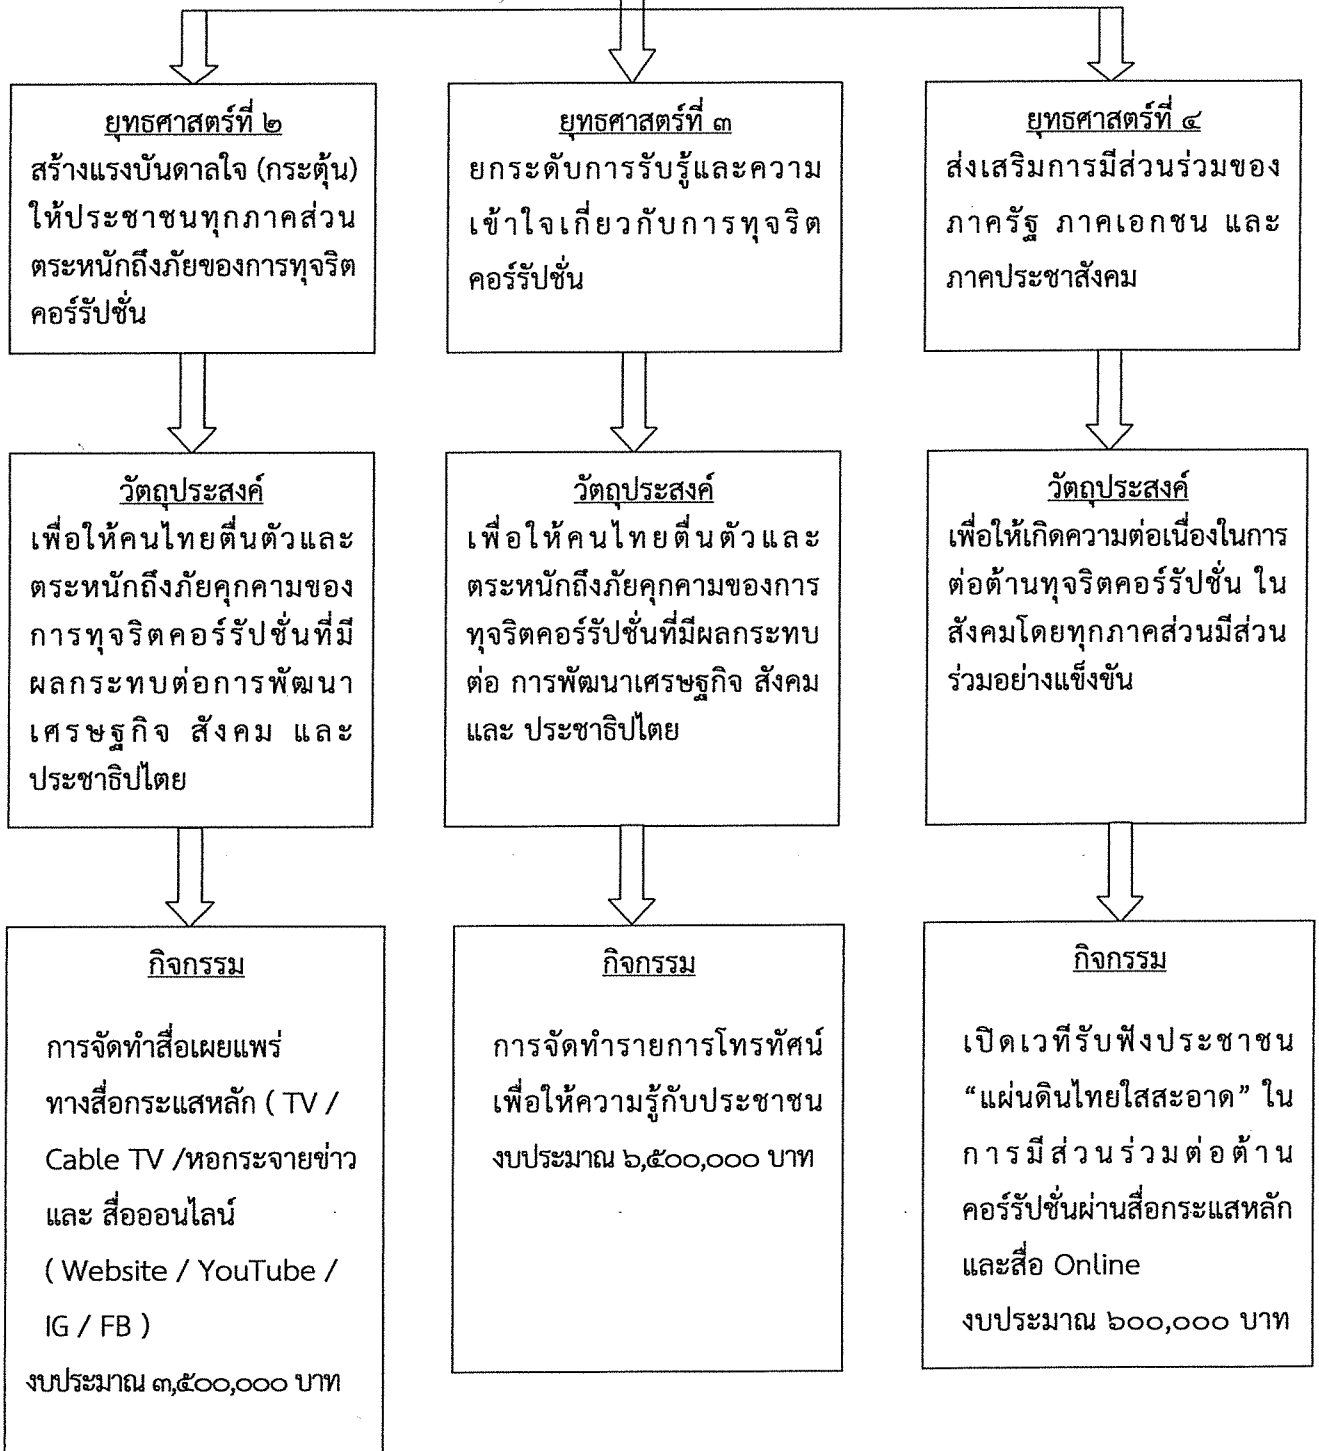 ยุทธศาสตร์ที่ ๒
สร้างแรงบันดาลใจ (กระตุ้น)
ให้ประชาชนทุกภาคส่วน
ตระหนักถึงภัยของการทุจริต
คอร์รัปชั่น
ยุทธศาสตร์ที่ ๓
ยกระดับการรับรู้และความ
เข้าใจเกี่ยวกับการทุจริต
คอร์รัปชั่น
ยุทธศาสตร์ที่ ๔
ส่งเสริมการมีส่วนร่วมของ
ภาครัฐ ภาคเอกชน และ
ภาคประชาสังคม
วัตถุประสงค์
เพื่อให้คนไทยตื่นตัวและ
ตระหนักถึงภัยคุกคามของ
การทุจริตคอร์รัปชั่นที่มี
ผลกระทบต่อการพัฒนา
เศรษฐกิจ สังคม และ
ประชาธิปไตย
วัตถุประสงค์
เพื่อให้คนไทยตื่นตัวและ
ตระหนักถึงภัยคุกคามของการ
ทุจริตคอร์รัปชั่นที่มีผลกระทบ
ต่อ การพัฒนาเศรษฐกิจ สังคม
และ ประชาธิปไตย
วัตถุประสงค์
เพื่อให้เกิดความต่อเนื่องในการ
ต่อต้านทุจริตคอร์รัปชั่น ใน
สังคมโดยทุกภาคส่วนมีส่วน
ร่วมอย่างแข็งขัน
กิจกรรม
การจัดทำสื่อเผยแพร่
ทางสื่อกระแสหลัก ( TV /
Cable TV /หอกระจายข่าว
และ สื่อออนไลน์
( Website / YouTube /
IG / FB )
งบประมาณ ๓,๕๐๐,๐๐๐ บาท
กิจกรรม
การจัดทำรายการโทรทัศน์
เพื่อให้ความรู้กับประชาชน
งบประมาณ ๖,๕๐๐,๐๐๐ บาท
กิจกรรม
เปิดเวทีรับฟังประชาชน
“แผ่นดินไทยใสสะอาด” ใน
การมีส่วนร่วมต่อต้าน
คอร์รัปชั่นผ่านสื่อกระแสหลัก
และสื่อ Online
งบประมาณ ๖๐๐,๐๐๐ บาท